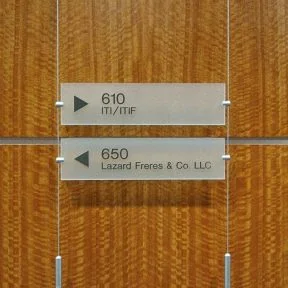 610
ITI/ITIF
650
Lazard Freres & Co. LLC